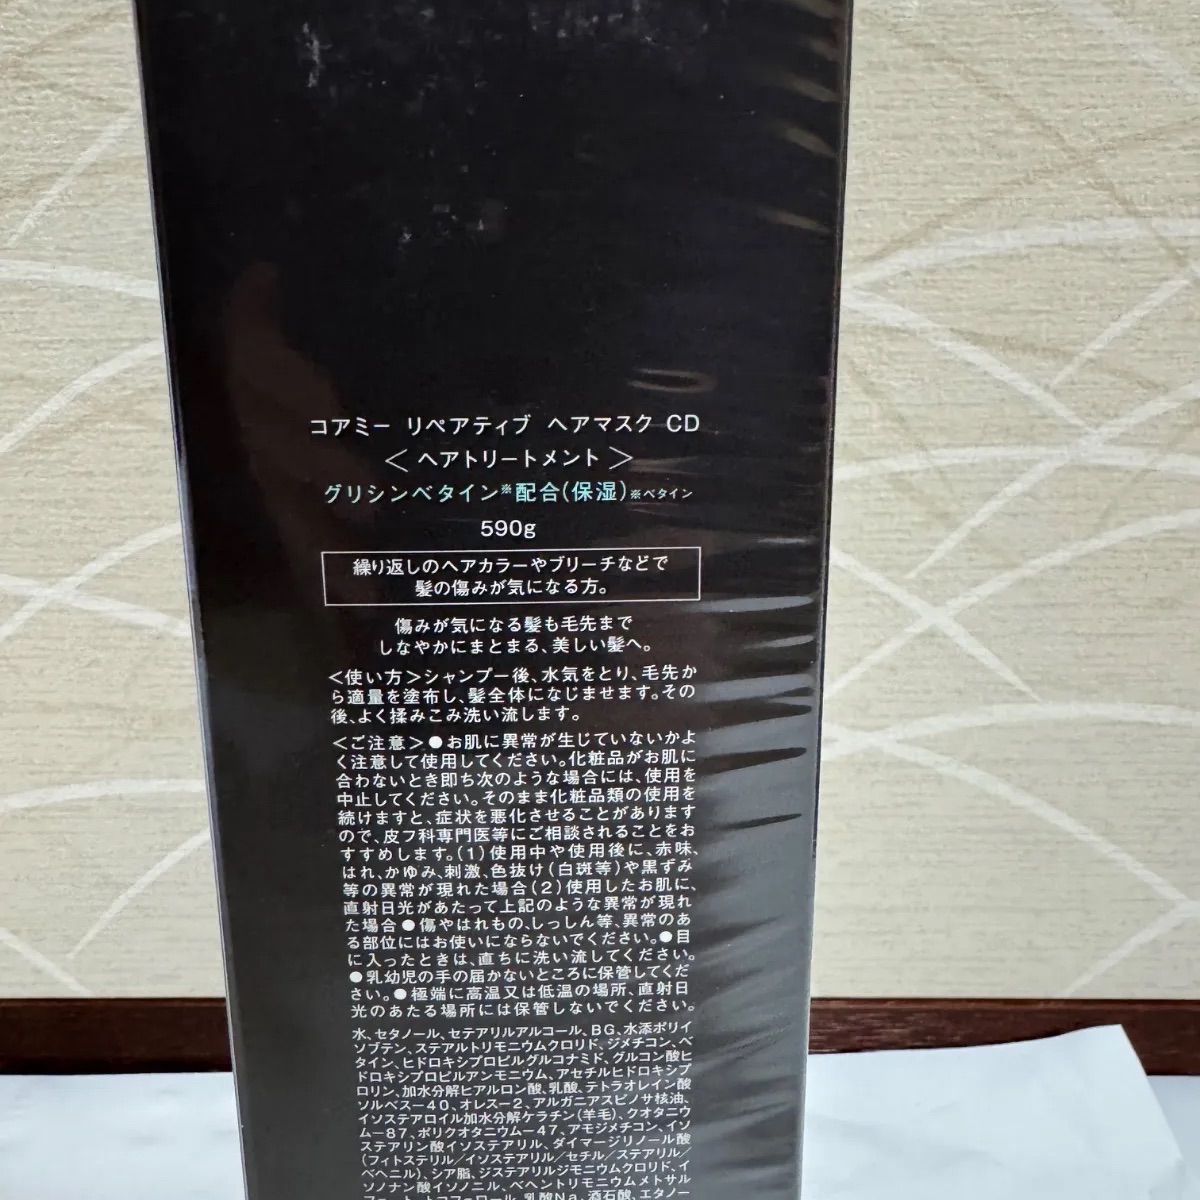 コアミー リペアティブ ヘアマスク CD
＜ヘアトリートメント＞
グリシンベタイン※配合(保湿)※ベタイン
590g
繰り返しのヘアカラーやブリーチなどで
髪の傷みが気になる方。
傷みが気になる髪も毛先まで
しなやかにまとまる、美しい髪へ。
＜使い方＞シャンプー後、水気をとり、毛先か
ら適量を塗布し、髪全体になじませます。その
後、よく揉みこみ洗い流します。
＜ご注意＞●お肌に異常が生じていないかよ
く注意して使用してください。化粧品がお肌に
合わないとき即ち次のような場合には、使用を
中止してください。そのまま化粧品類の使用を
続けますと、症状を悪化させることがあります
ので、皮フ科専門医等にご相談されることをお
すすめします。(1)使用中や使用後に、赤味、
はれ、かゆみ、刺激、色抜け(白斑等)や黒ずみ
等の異常が現れた場合(2)使用したお肌に、
直射日光があたって上記のような異常が現れ
た場合●傷やはれもの、しっしん等、異常のあ
る部位にはお使いにならないでください。●目
に入ったときは、直ちに洗い流してください。
●乳幼児の手の届かないところに保管してくだ
さい。●極端に高温又は低温の場所、直射日
光のあたる場所には保管しないでください。
水、セタノール、セテアリルアルコール、BG、水添ポリイ
ソブテン、ステアルトリモニウムクロリド、ジメチコン、ベ
タイン、ヒドロキシプロピルグルコナミド、グルコン酸ヒ
ドロキシプロピルアンモニウム、アセチルヒドロキシプ
ロリン、加水分解ヒアルロン酸、乳酸、テトラオレイン酸
ソルベス－40、オレス－2、アルガニアスピノサ核油、
イソステアロイル加水分解ケラチン(羊毛)、クオタニウ
ム－87、ポリクオタニウム－47、アモジメチコン、イソ
ステアリン酸イソステアリル、ダイマージリノール酸
(フィトステリル／イソステアリル／セチル／ステアリル／
ベヘニル)、シア脂、ジステアリルジモニウムクロリド、イ
ソノナン酸イソノニル、ベヘントリモニウムメトサル
フェート、トコフェロール、乳酸Na、酒石酸、エタノー